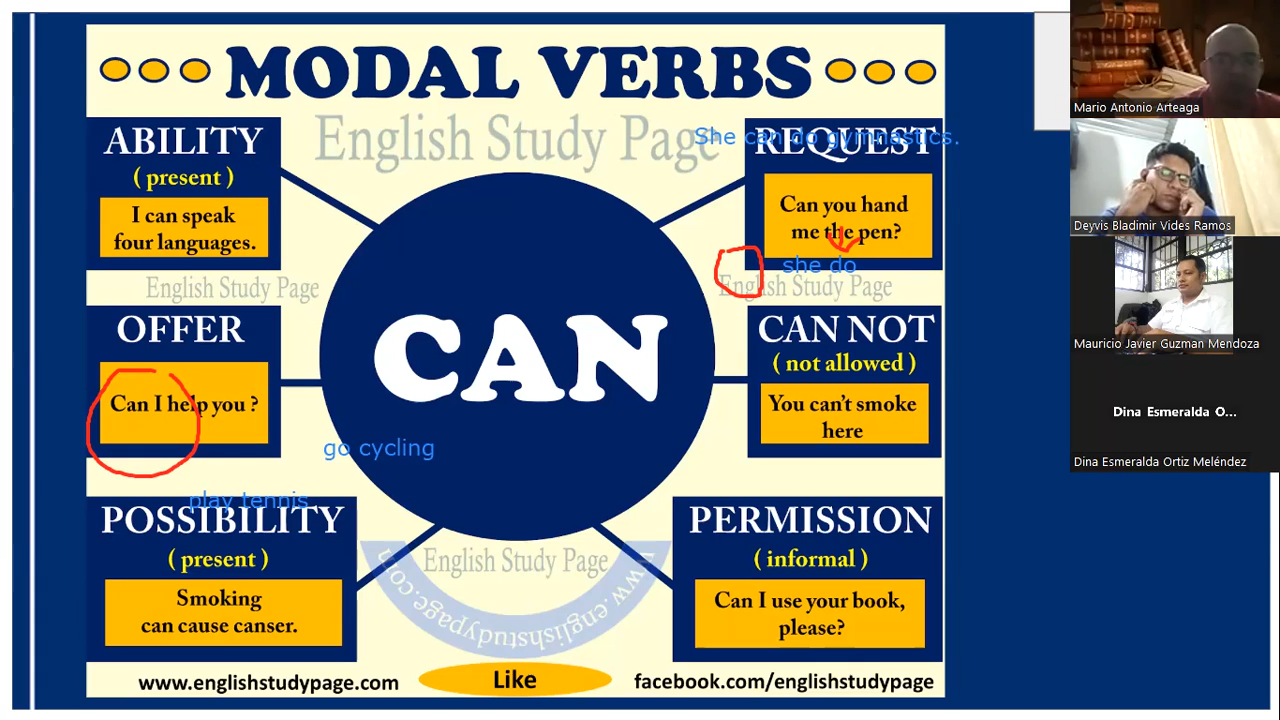 MODAL VERBS
English Study Page
ABILITY
( present )
I can speak
four languages.
She can do gymnastics.
REQUEST
Can you hand
me the pen?
she do
English Study Page
English Study Page
OFFER
Can I help you ?
CAN
CAN NOT
( not allowed )
You can't smoke
here
go cycling
play tennis
POSSIBILITY
( present )
Smoking
can cause canser.
English Study Page
www.englishstudypage.com
PERMISSION
( informal )
Can I use your book,
please?
www.englishstudypage.com
Like
facebook.com/englishstudypage
Mario Antonio Arteaga
Deyvis Bladimir Vides Ramos
Mauricio Javier Guzman Mendoza
Dina Esmeralda O...
Dina Esmeralda Ortiz Meléndez